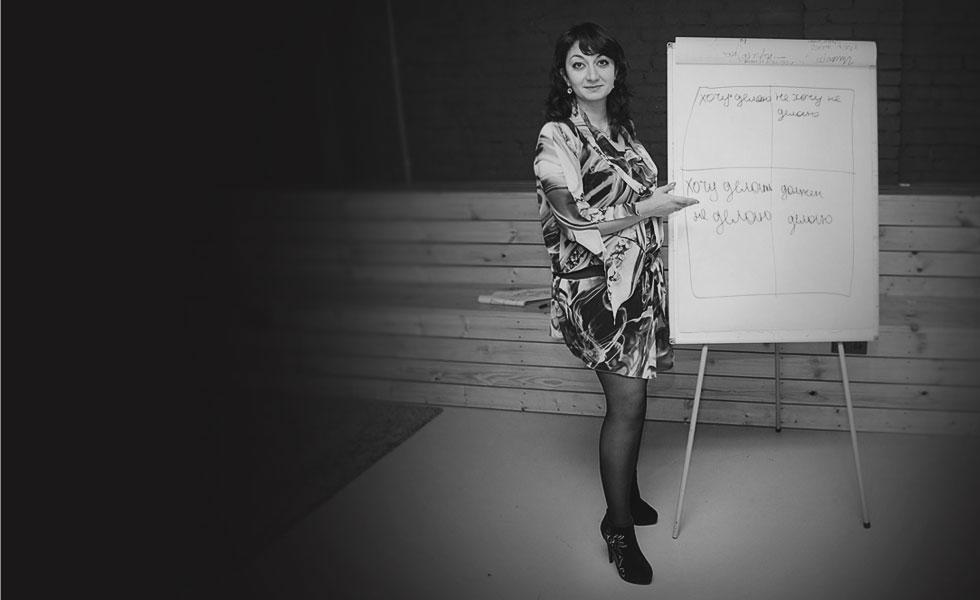 хочу делаю
не хочу не
делаю
Хочу делать
не делаю
должен
делаю